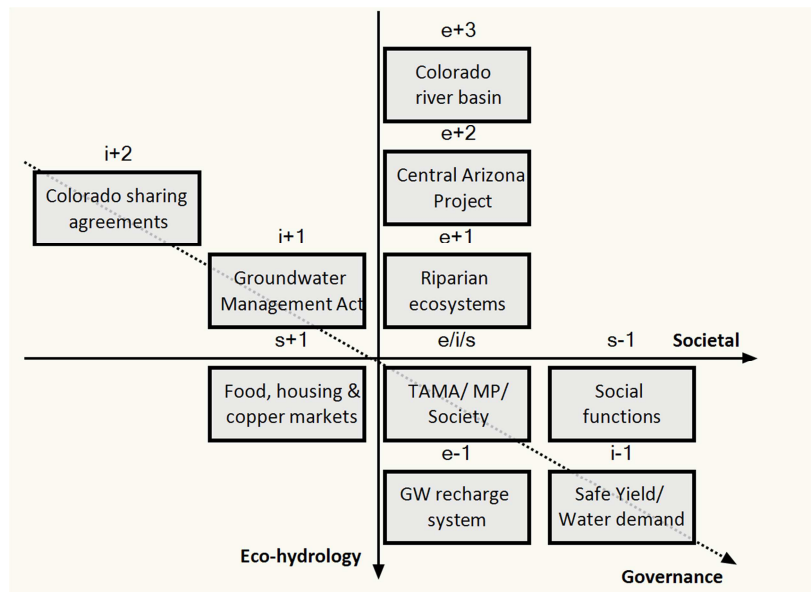 e+3
Colorado
river basin
e+2
i+2
Central Arizona
Project
Colorado sharing
agreements
i+1
e+1
Groundwater
Management Act
Riparian
ecosystems
s+1
e/i/s
s-1
Societal
Food, housing &
copper markets
TAMA/ MP/
Society
Social
functions
e-1
i-1
GW recharge
system
Safe Yield/
Water demand
Eco-hydrology
Governance